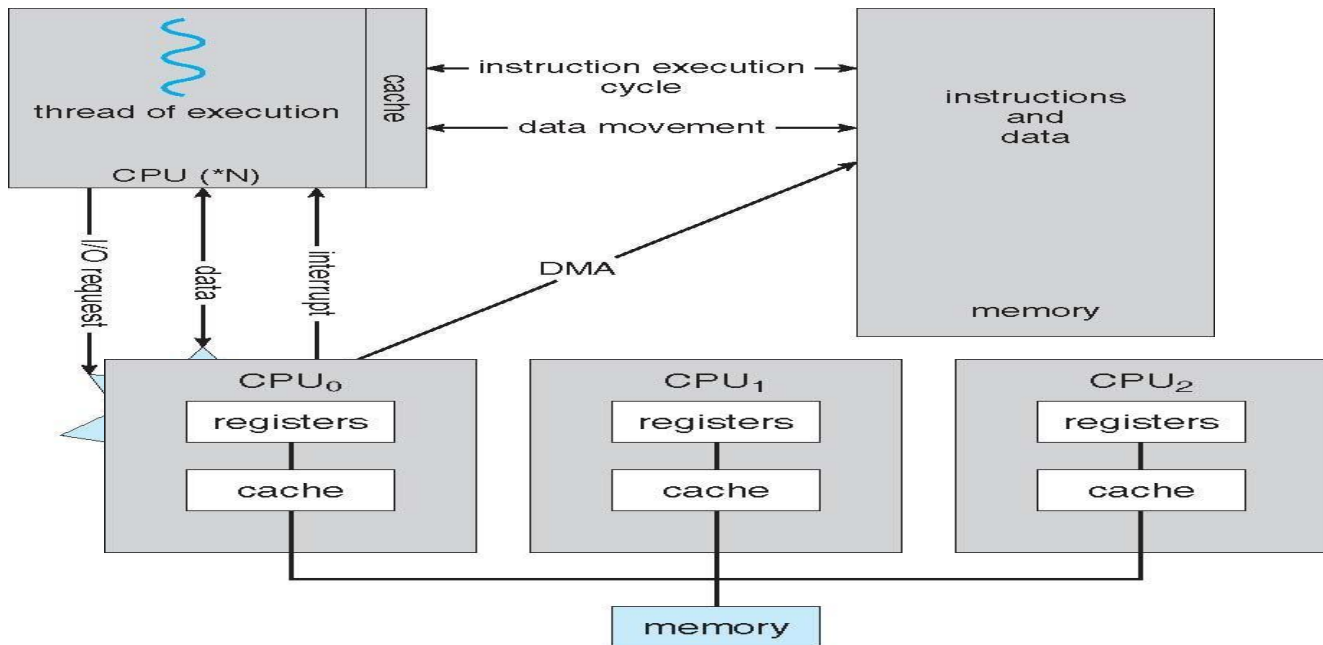 thread of execution
CPU (*N)
cache
instruction execution
cycle
data movement
instructions
and
data
memory
I/O request
data
interrupt
DMA
CPU₀
registers
cache
CPU₁
registers
cache
CPU₂
registers
cache
memory